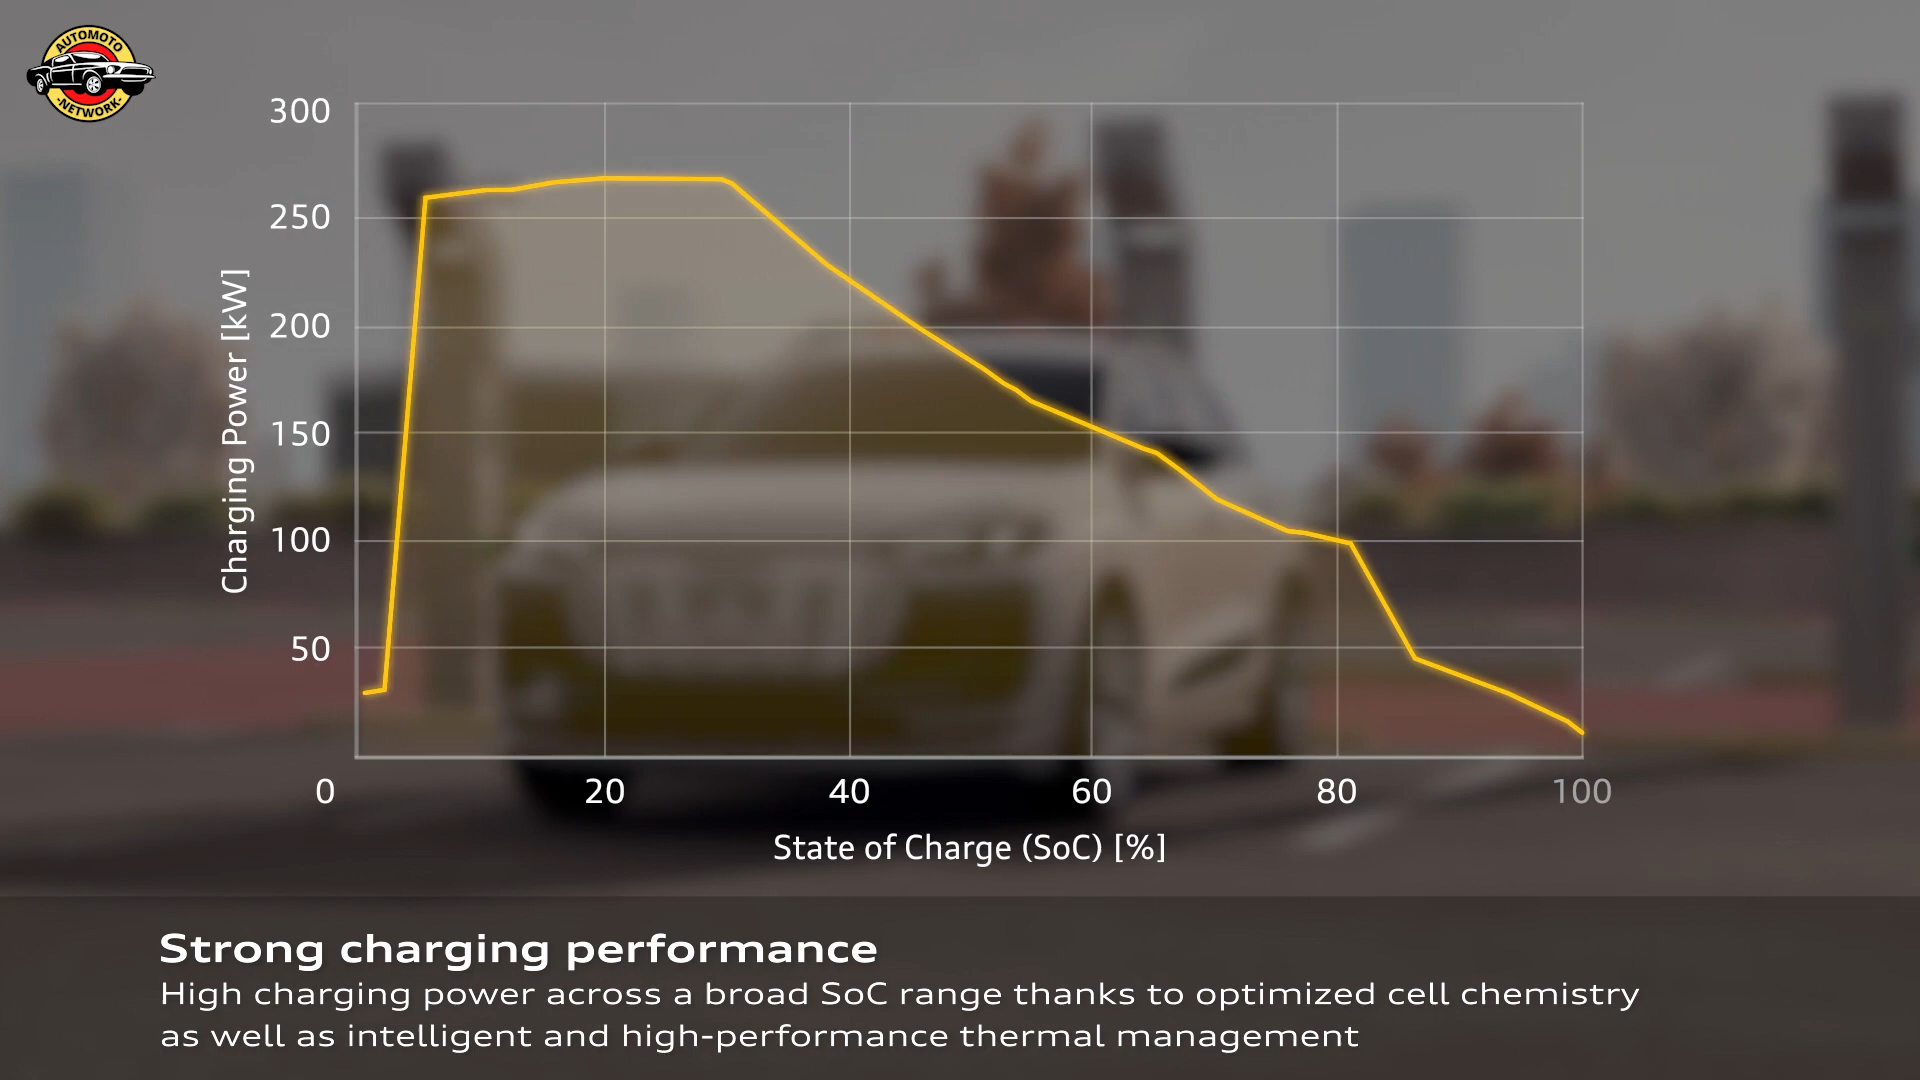 AUTOMOTO
-NETWORK-
300
250
200
150
100
50
Charging Power [kW]
0 20 40 60 80 100
State of Charge (SoC) [%]
Strong charging performance
High charging power across a broad SoC range thanks to optimized cell chemistry
as well as intelligent and high-performance thermal management